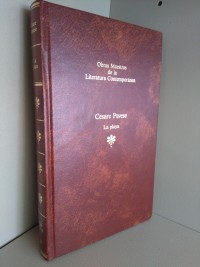 Obras Maestras
de la
Literatura Contemporánea
Cesare Pavese
La playa